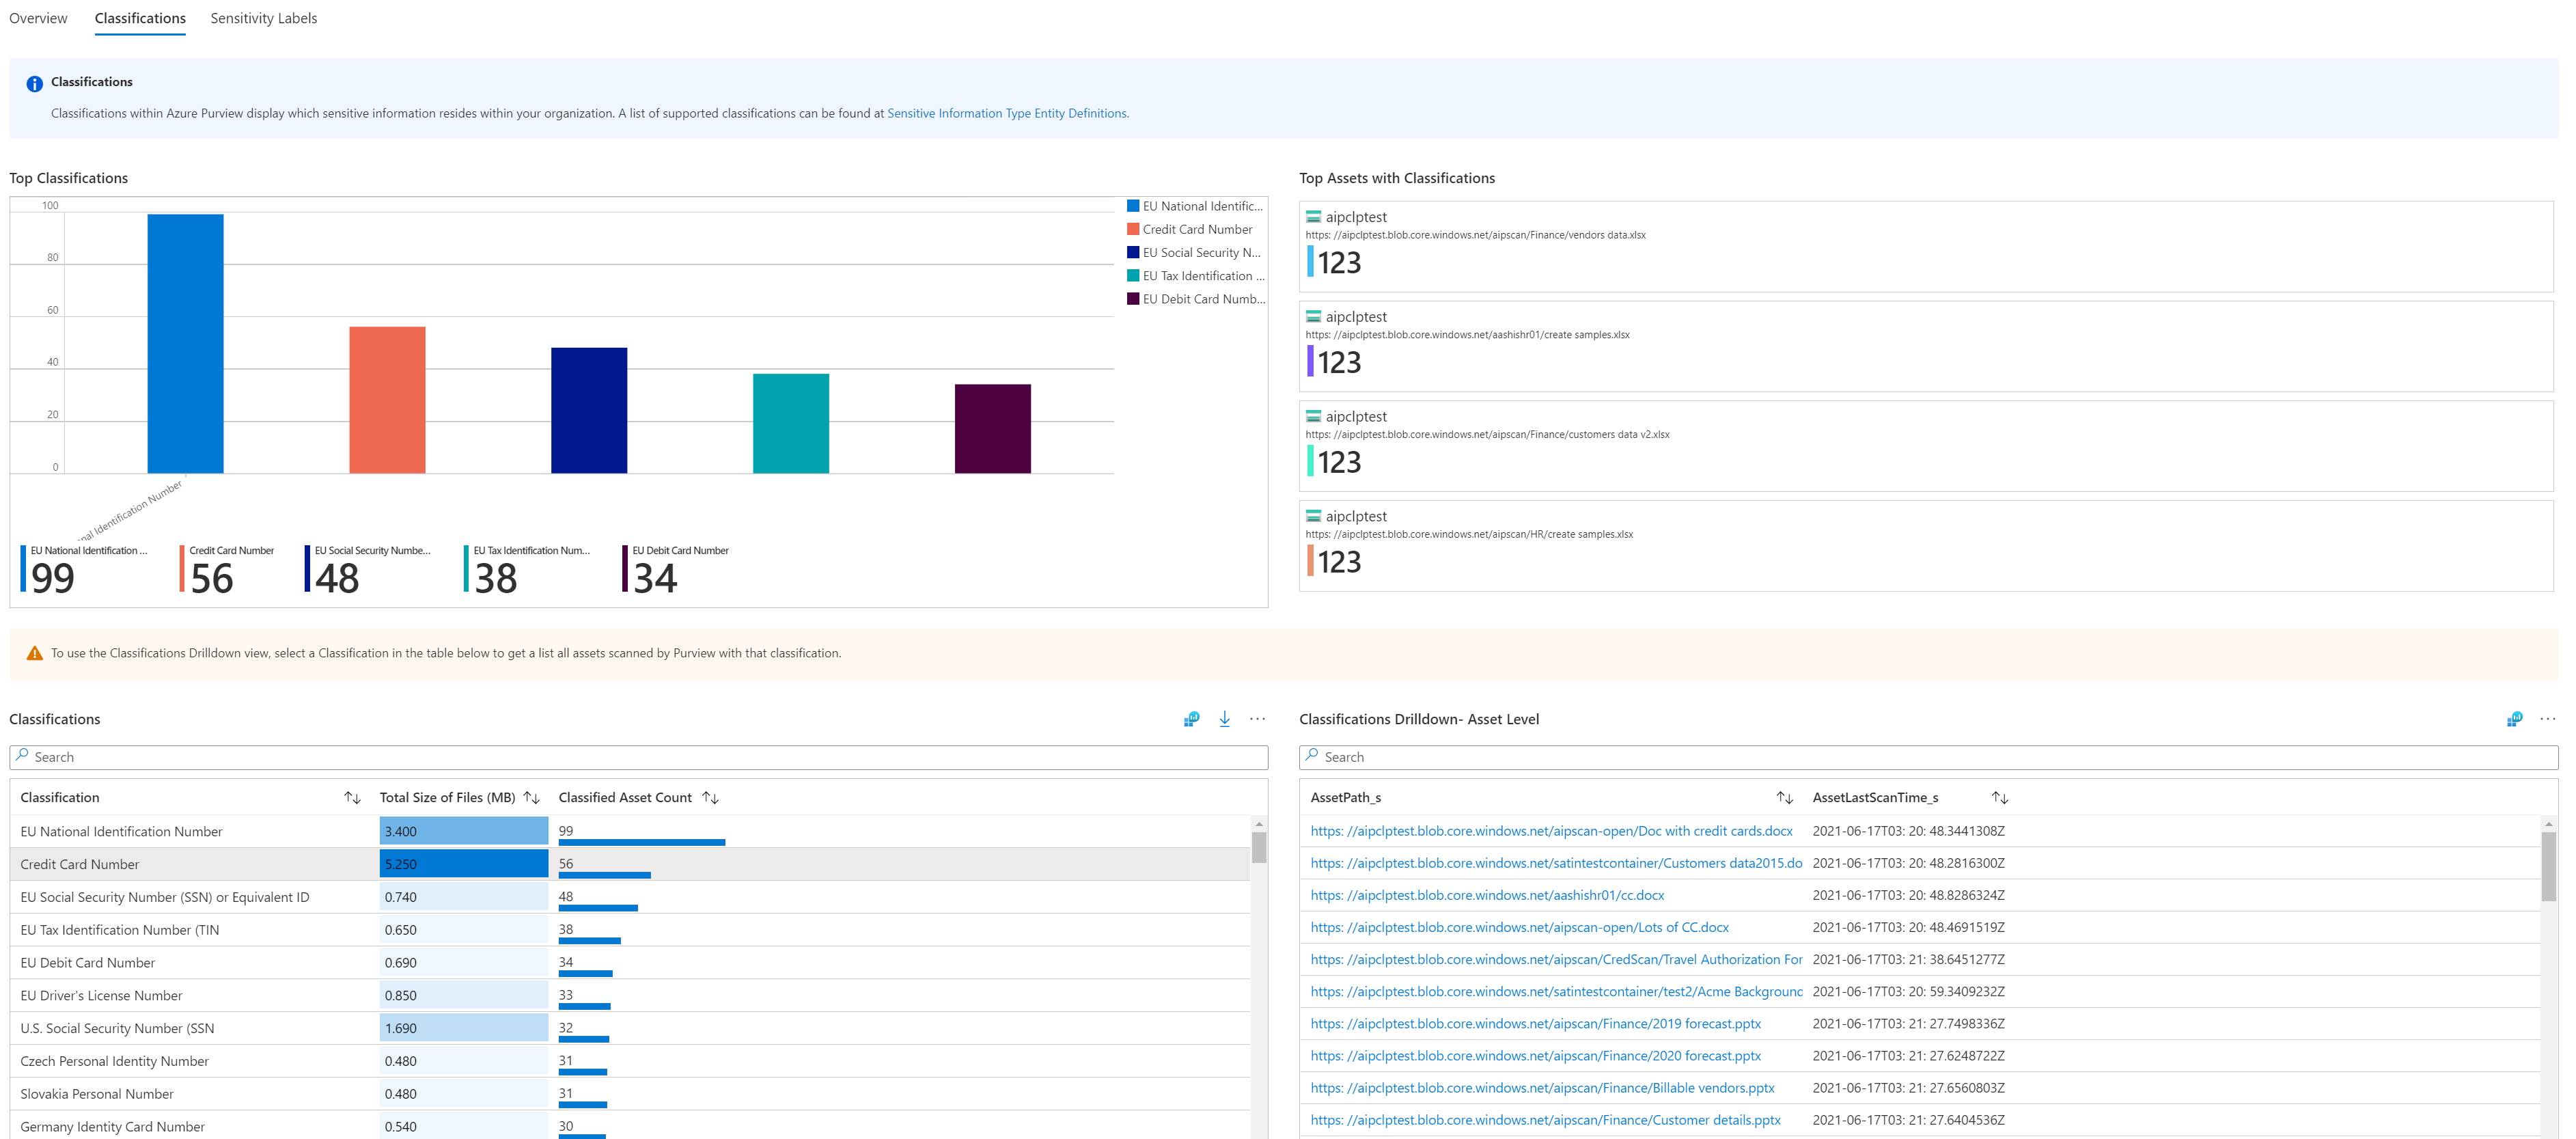 Overview Classifications Sensitivity Labels
Classifications
Classifications within Azure Purview display which sensitive information resides within your organization. A list of supported classifications can be found at Sensitive Information Type Entity Definitions.
Top Classifications
100
80
60
40
20
0
nal Identification Number
EU National Identific...
Credit Card Number
EU Social Security N...
EU Tax Identification ...
EU Debit Card Numb...
EU National Identification ...
99
Credit Card Number
56
EU Social Security Numbe...
48
EU Tax Identification Num...
38
EU Debit Card Number
34
Top Assets with Classifications
aipclptest
https: //aipclptest.blob.core.windows.net/aipscan/Finance/vendors data.xlsx
123
aipclptest
https: //aipclptest.blob.core.windows.net/aashishr01/create samples.xlsx
123
aipclptest
https: //aipclptest.blob.core.windows.net/aipscan/Finance/customers data v2.xlsx
123
aipclptest
https: //aipclptest.blob.core.windows.net/aipscan/HR/create samples.xlsx
123
To use the Classifications Drilldown view, select a Classification in the table below to get a list all assets scanned by Purview with that classification.
Classifications
Search
Classification Total Size of Files (MB) Classified Asset Count
EU National Identification Number 3.400 99
Credit Card Number 5.250 56
EU Social Security Number (SSN) or Equivalent ID 0.740 48
EU Tax Identification Number (TIN 0.650 38
EU Debit Card Number 0.690 34
EU Driver's License Number 0.850 33
U.S. Social Security Number (SSN 1.690 32
Czech Personal Identity Number 0.480 31
Slovakia Personal Number 0.480 31
Germany Identity Card Number 0.540 30
Classifications Drilldown- Asset Level
Search
AssetPath_s AssetLastScanTime_s
https: //aipclptest.blob.core.windows.net/aipscan-open/Doc with credit cards.docx 2021-06-17T03: 20: 48.3441308Z
https: //aipclptest.blob.core.windows.net/satintestcontainer/Customers data2015.do 2021-06-17T03: 20: 48.2816300Z
https: //aipclptest.blob.core.windows.net/aashishr01/cc.docx 2021-06-17T03: 20: 48.8286324Z
https: //aipclptest.blob.core.windows.net/aipscan-open/Lots of CC.docx 2021-06-17T03: 20: 48.4691519Z
https: //aipclptest.blob.core.windows.net/aipscan/CredScan/Travel Authorization For 2021-06-17T03: 21: 38.6451277Z
https: //aipclptest.blob.core.windows.net/satintestcontainer/test2/Acme Background 2021-06-17T03: 20: 59.3409232Z
https: //aipclptest.blob.core.windows.net/aipscan/Finance/2019 forecast.pptx 2021-06-17T03: 21: 27.7498336Z
https: //aipclptest.blob.core.windows.net/aipscan/Finance/2020 forecast.pptx 2021-06-17T03: 21: 27.6248722Z
https: //aipclptest.blob.core.windows.net/aipscan/Finance/Billable vendors.pptx 2021-06-17T03: 21: 27.6560803Z
https: //aipclptest.blob.core.windows.net/aipscan/Finance/Customer details.pptx 2021-06-17T03: 21: 27.6404536Z